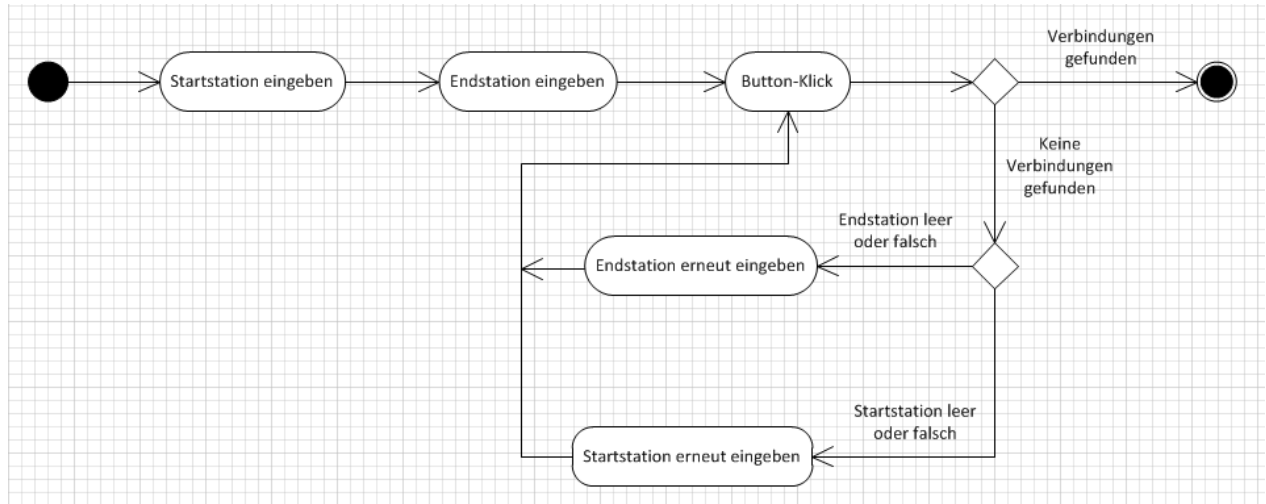 Startstation eingeben
Endstation eingeben
Button-Klick
Verbindungen
gefunden
Keine
Verbindungen
gefunden
Endstation leer
oder falsch
Endstation erneut eingeben
Startstation leer
oder falsch
Startstation erneut eingeben